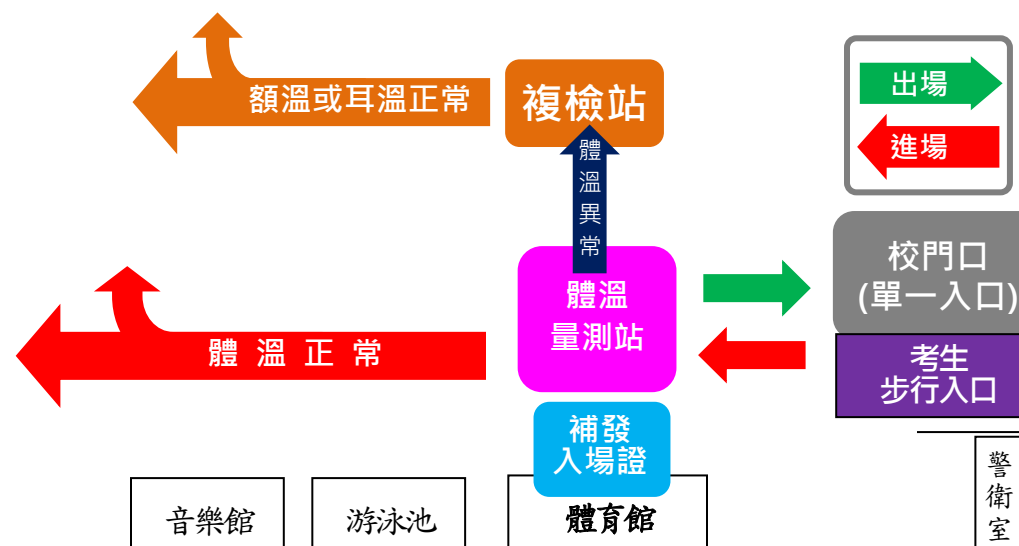 額溫或耳溫正常
複檢站
出場
進場
體溫異常
校門口
(單一入口)
體溫
量測站
體溫正常
考生
步行入口
補發
入場證
警衛室
音樂館
游泳池
體育館